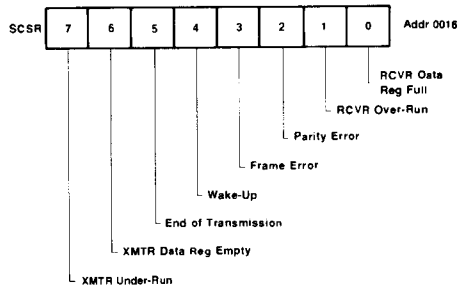 SCSR 7 6 5 4 3 2 1 0 Addr 0016
RCVR Data
Reg Full
RCVR Over-Run
Parity Error
Frame Error
Wake-Up
End of Transmission
XMTR Data Reg Empty
XMTR Under-Run